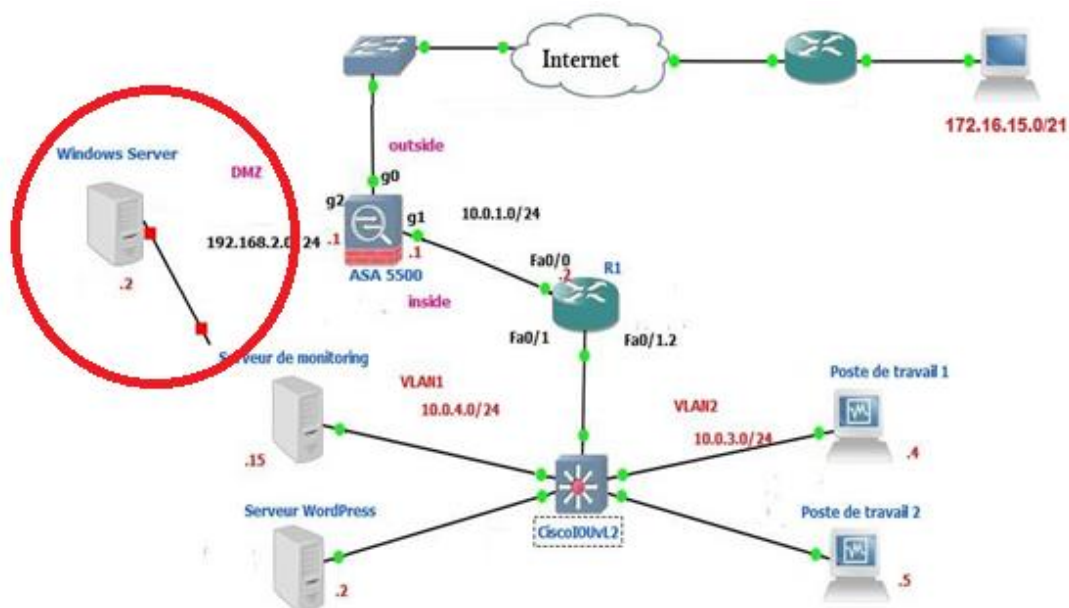 Internet
172.16.15.0/21
outside
Windows Server
DMZ
g0
g2
g1
10.0.1.0/24
192.168.2.0/24
.1
.1
.2
ASA 5500
Fa0/0
.2
R1
inside
Fa0/1
Fa0/1.2
Serveur de monitoring
VLAN1
10.0.4.0/24
VLAN2
10.0.3.0/24
Poste de travail 1
.15
.4
Serveur WordPress
CiscoIOUvL2
Poste de travail 2
.2
.5